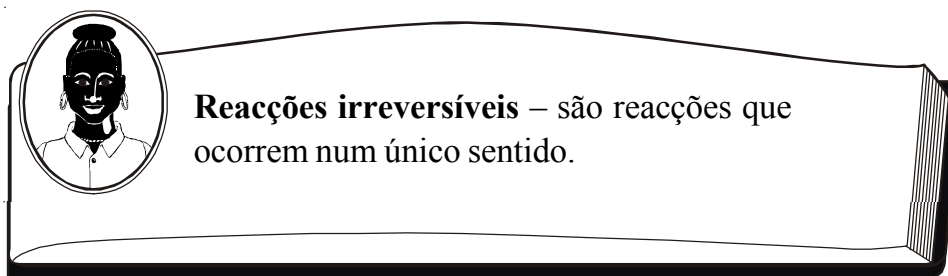 Reacções irreversíveis – são reacções que
ocorrem num único sentido.